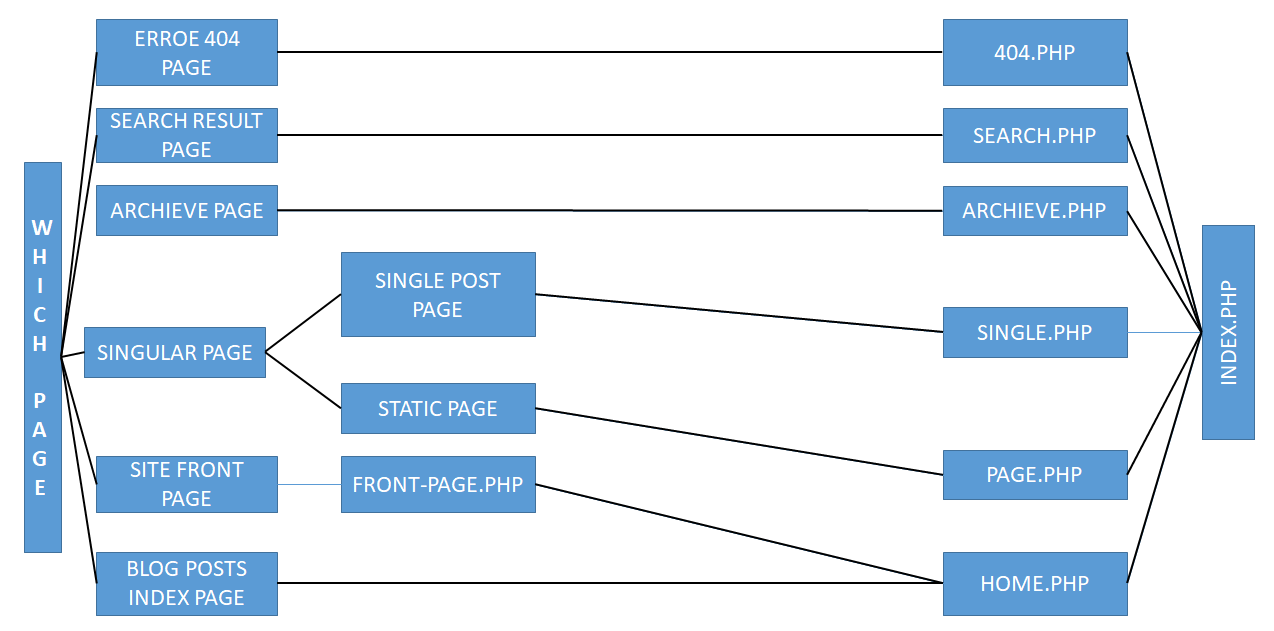 WHICH PAGE
ERROE 404
PAGE
404.PHP
SEARCH RESULT
PAGE
SEARCH.PHP
ARCHIEVE PAGE
ARCHIEVE.PHP
SINGULAR PAGE
SINGLE POST
PAGE
SINGLE.PHP
STATIC PAGE
PAGE.PHP
SITE FRONT
PAGE
FRONT-PAGE.PHP
BLOG POSTS
INDEX PAGE
HOME.PHP
INDEX.PHP